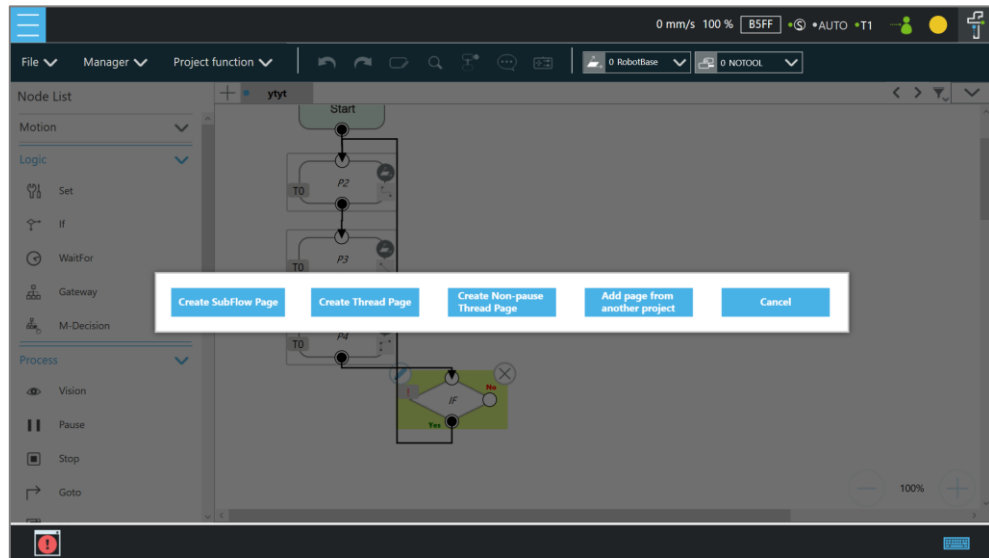 0 mm/s 100 % B5FF •Ⓢ •AUTO •T1
File Manager Project function 0 RobotBase 0 NOTOOL
Node List
ytyt
Motion
Start
Logic
Set
T0 P2
If
WaitFor
P3
T0
Gateway
M-Decision
Create SubFlow Page
Create Thread Page
Create Non-pause
Thread Page
Add page from
another project
Cancel
T0 P4
Process
Vision
! IF No
Yes
Pause
Stop
Goto
100%